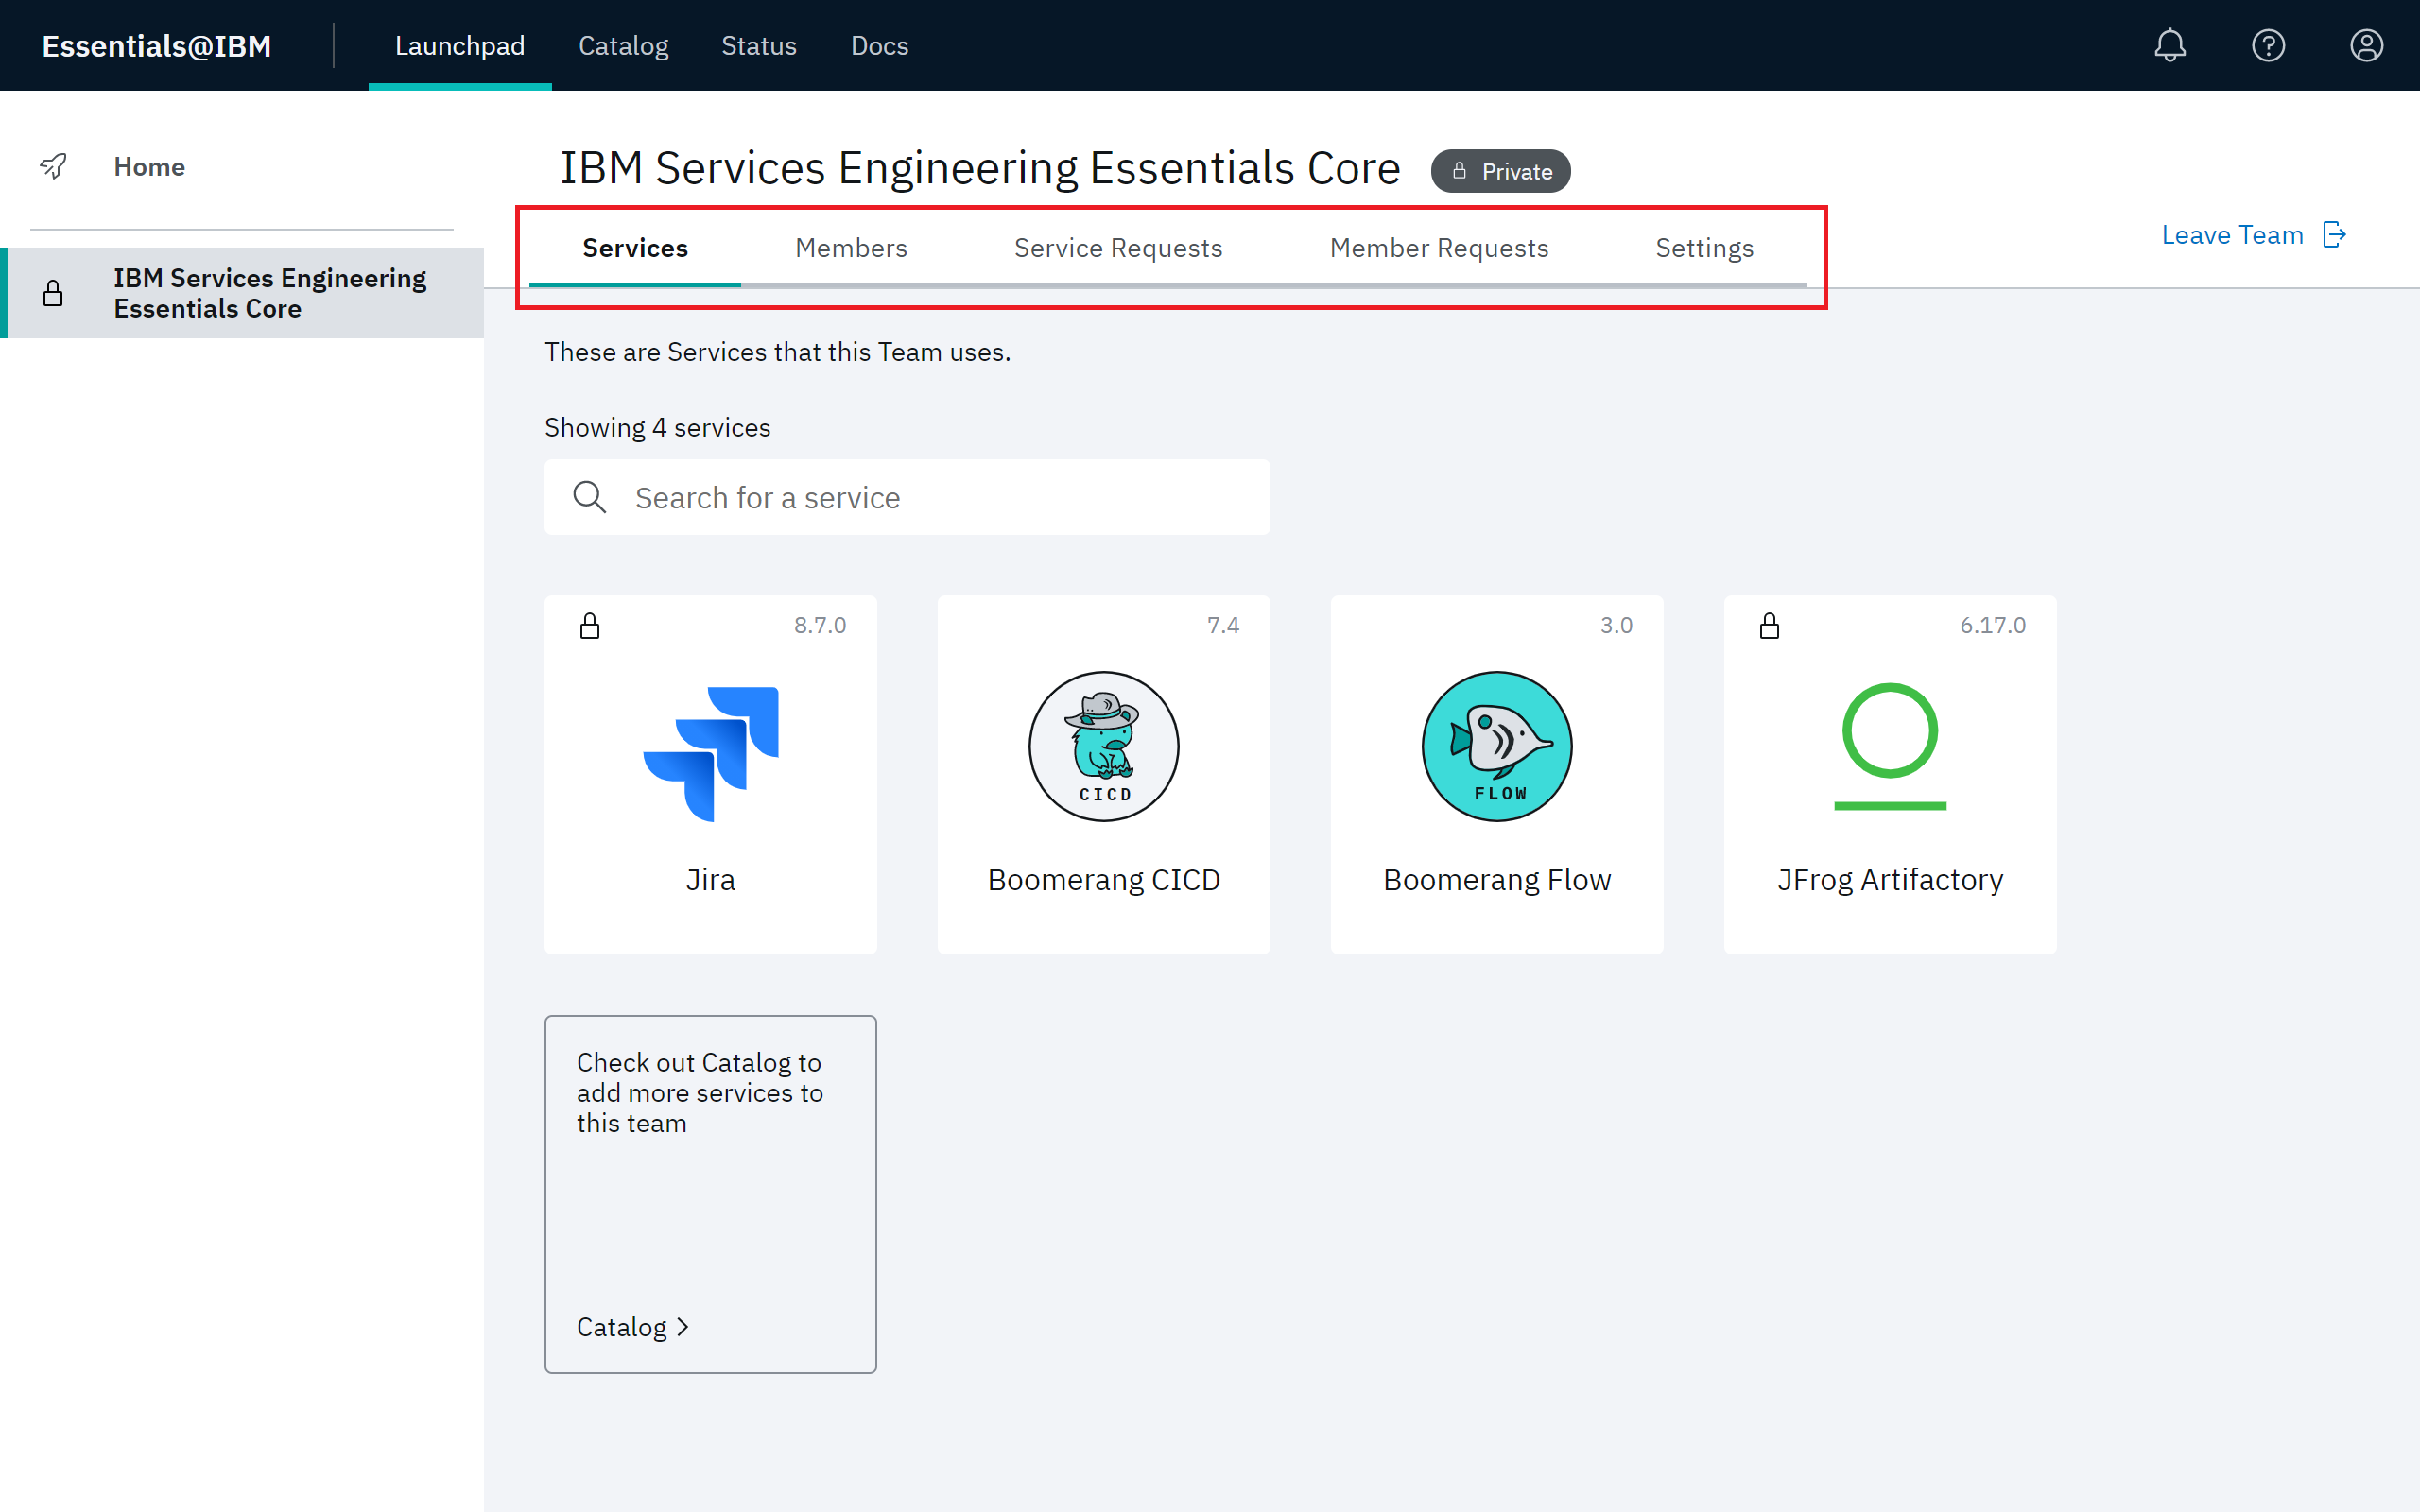 Essentials@IBM
Launchpad
Catalog
Status
Docs
Home
IBM Services Engineering
Essentials Core
IBM Services Engineering Essentials Core
Private
Services
Members
Service Requests
Member Requests
Settings
Leave Team
These are Services that this Team uses.
Showing 4 services
Search for a service
8.7.0
Jira
7.4
CICD
Boomerang CICD
3.0
FLOW
Boomerang Flow
6.17.0
JFrog Artifactory
Check out Catalog to
add more services to
this team
Catalog